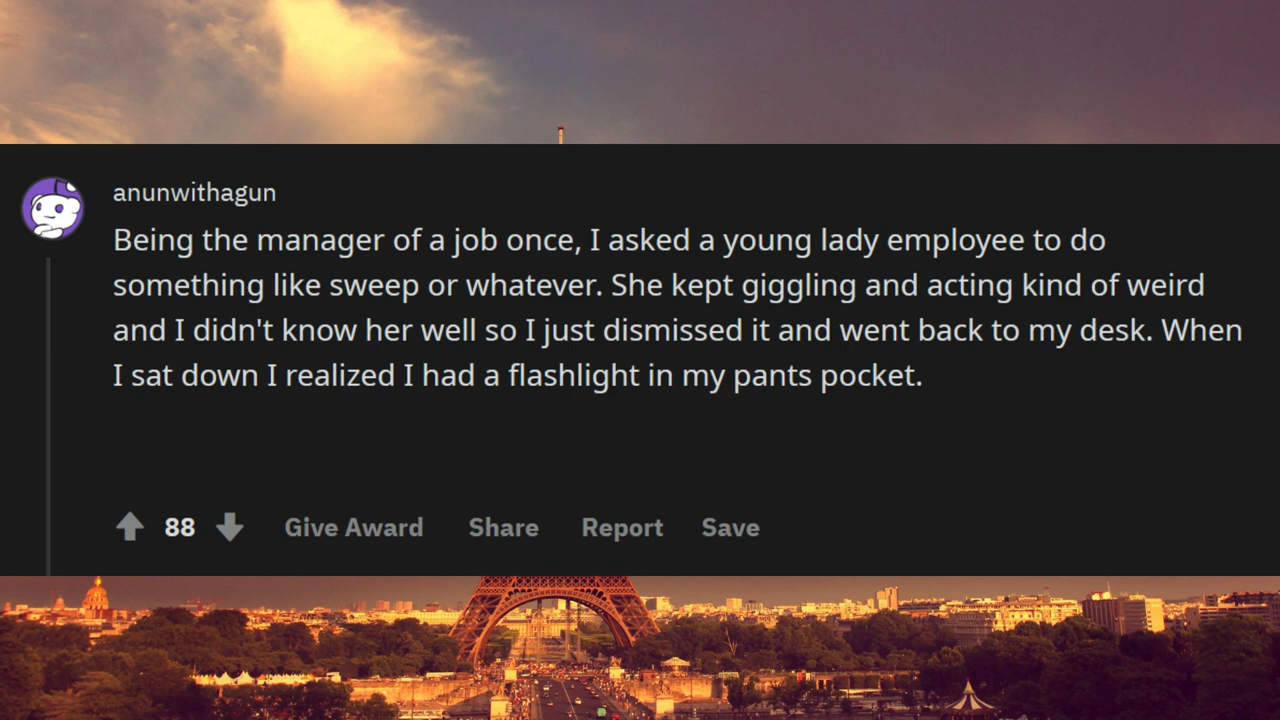 anunwithagun
Being the manager of a job once, I asked a young lady employee to do
something like sweep or whatever. She kept giggling and acting kind of weird
and I didn't know her well so I just dismissed it and went back to my desk. When
I sat down I realized I had a flashlight in my pants pocket.
88 Give Award Share Report Save